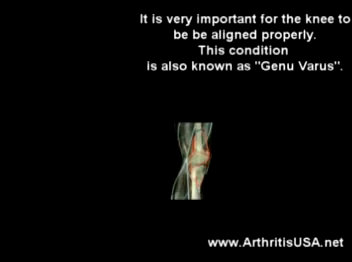 It is very important for the knee to
be be aligned properly.
This condition
is also known as "Genu Varus".
www.ArthritisUSA.net